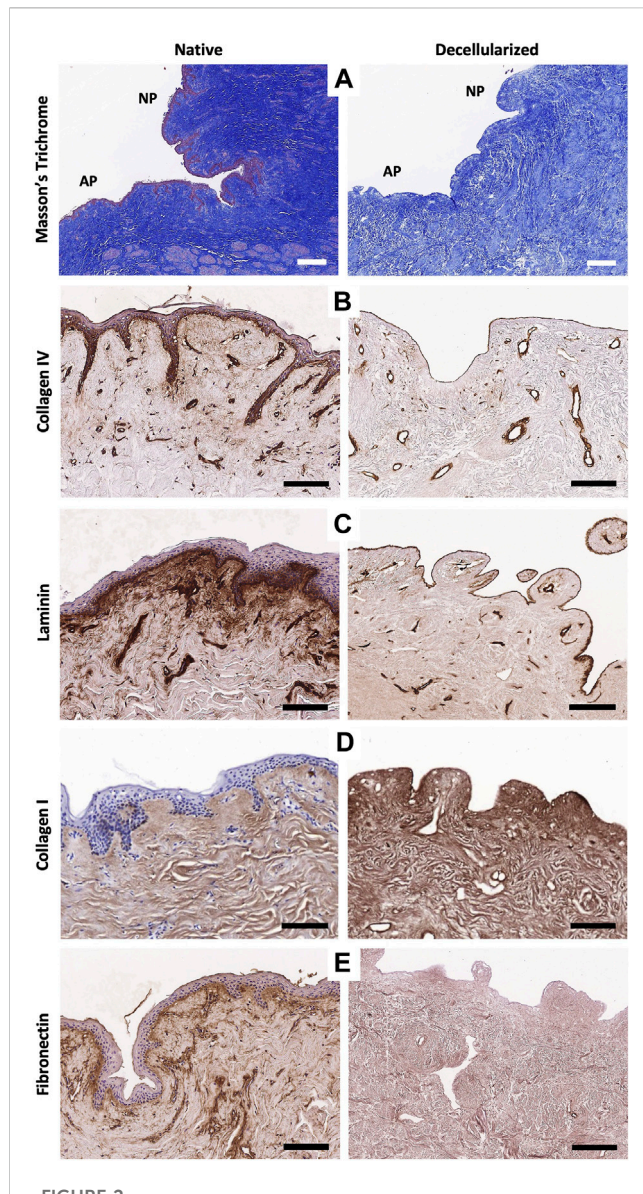 Native Decellularized
A
NP NP
AP AP
Masson's Trichrome
B
Collagen IV
C
Laminin
D
Collagen I
E
Fibronectin
FIGURE 2